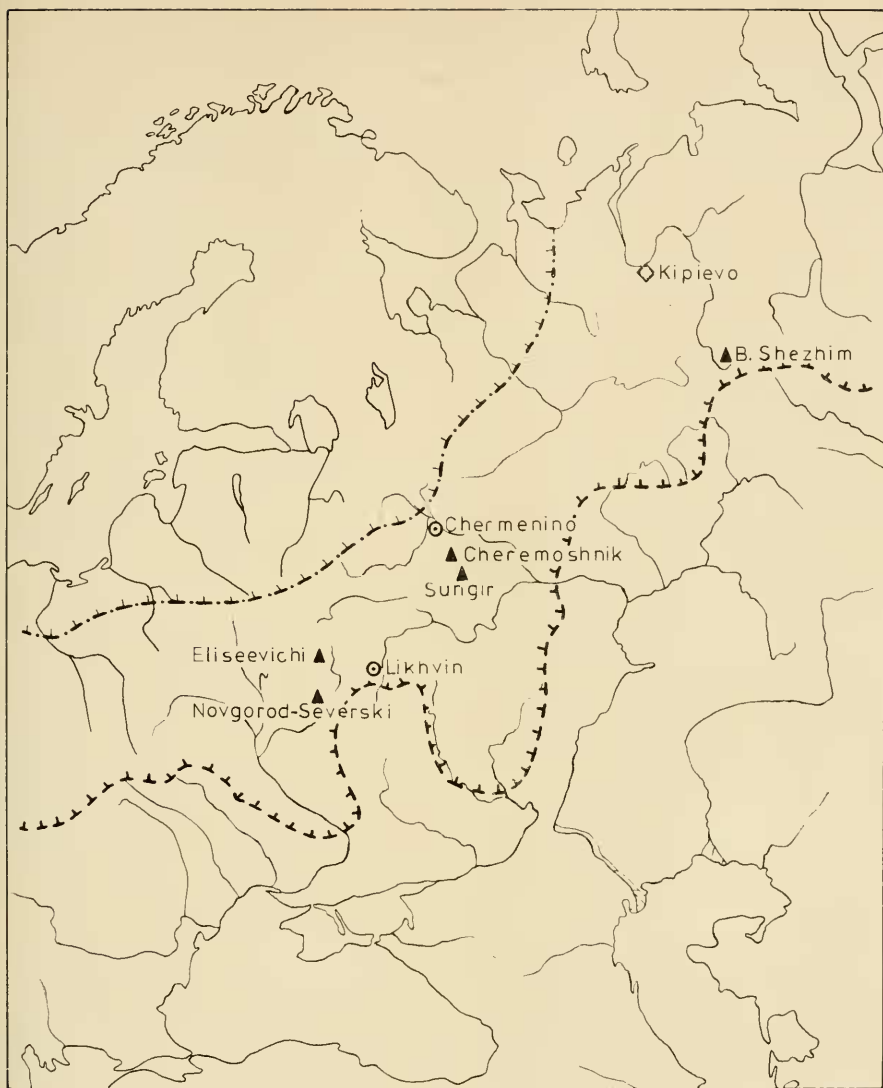 Kipievo
B. Shezhim
Chermenino
Cheremoshnik
Sungir
Eliseevichi
Likhvin
Novgorod-Severski